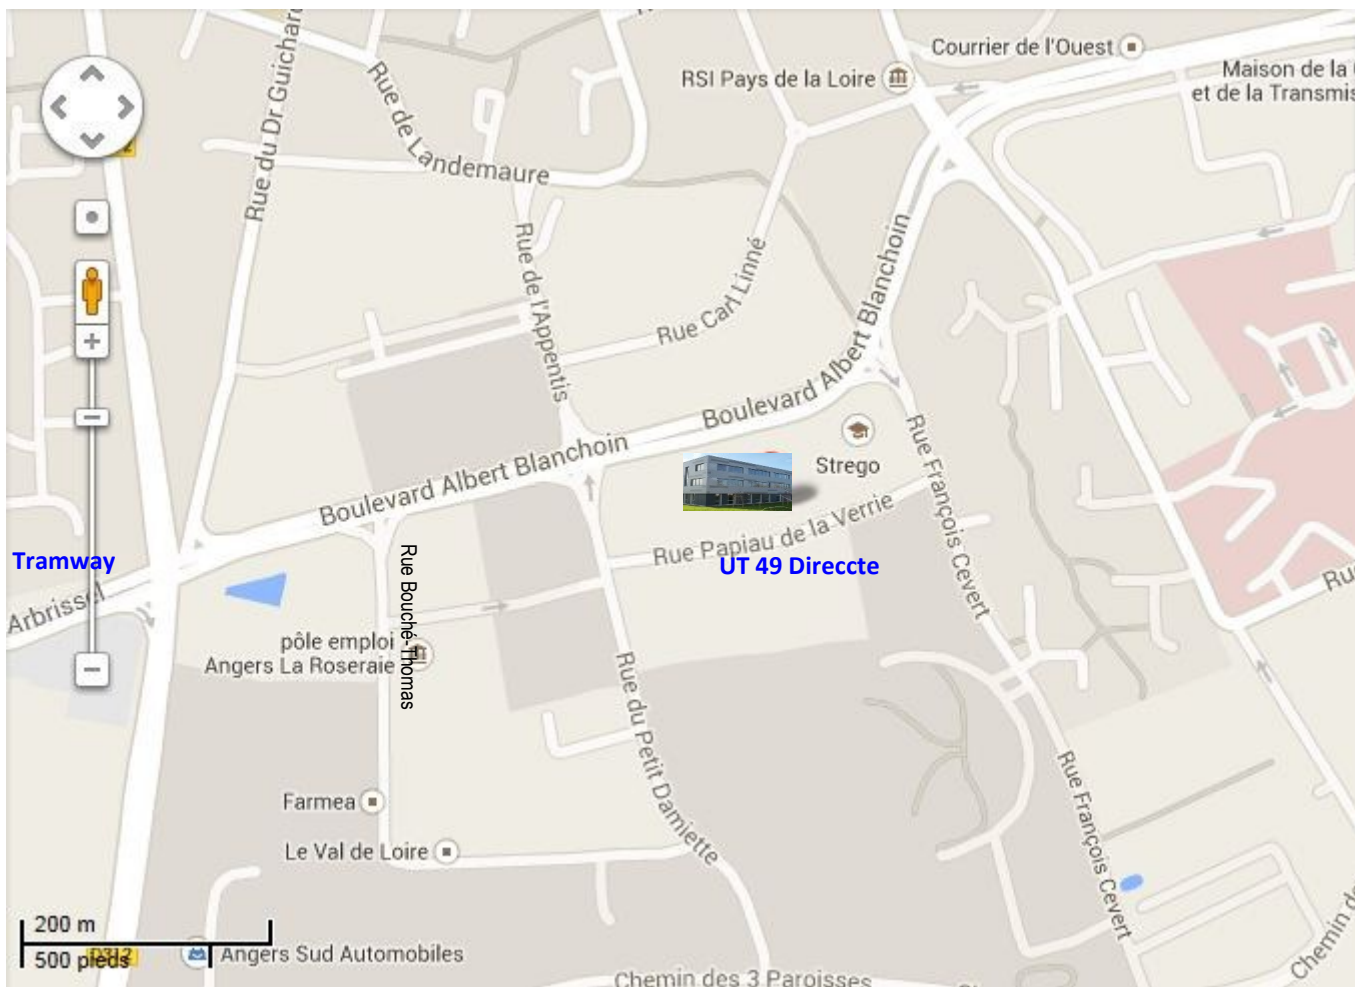 Courrier de l'Ouest
RSI Pays de la Loire
Maison de la
et de la Transmis
Rue du Dr Guichard
Rue de Landemaure
Rue de l'Appentis
Rue Carl Linné
Boulevard Albert Blanchoin
Boulevard Albert Blanchoin
Strego
Rue François Cevert
Rue Papiau de la Verrie
UT 49 Direccte
Tramway
Arbrissel
Rue Bouché-Thomas
pôle emploi
Angers La Roseraie
Rue du Petit Damiette
Rue François Cevert
Farmea
Le Val de Loire
200 m
500 pieds
D312
Angers Sud Automobiles
Chemin des 3 Paroisses
Chemin de